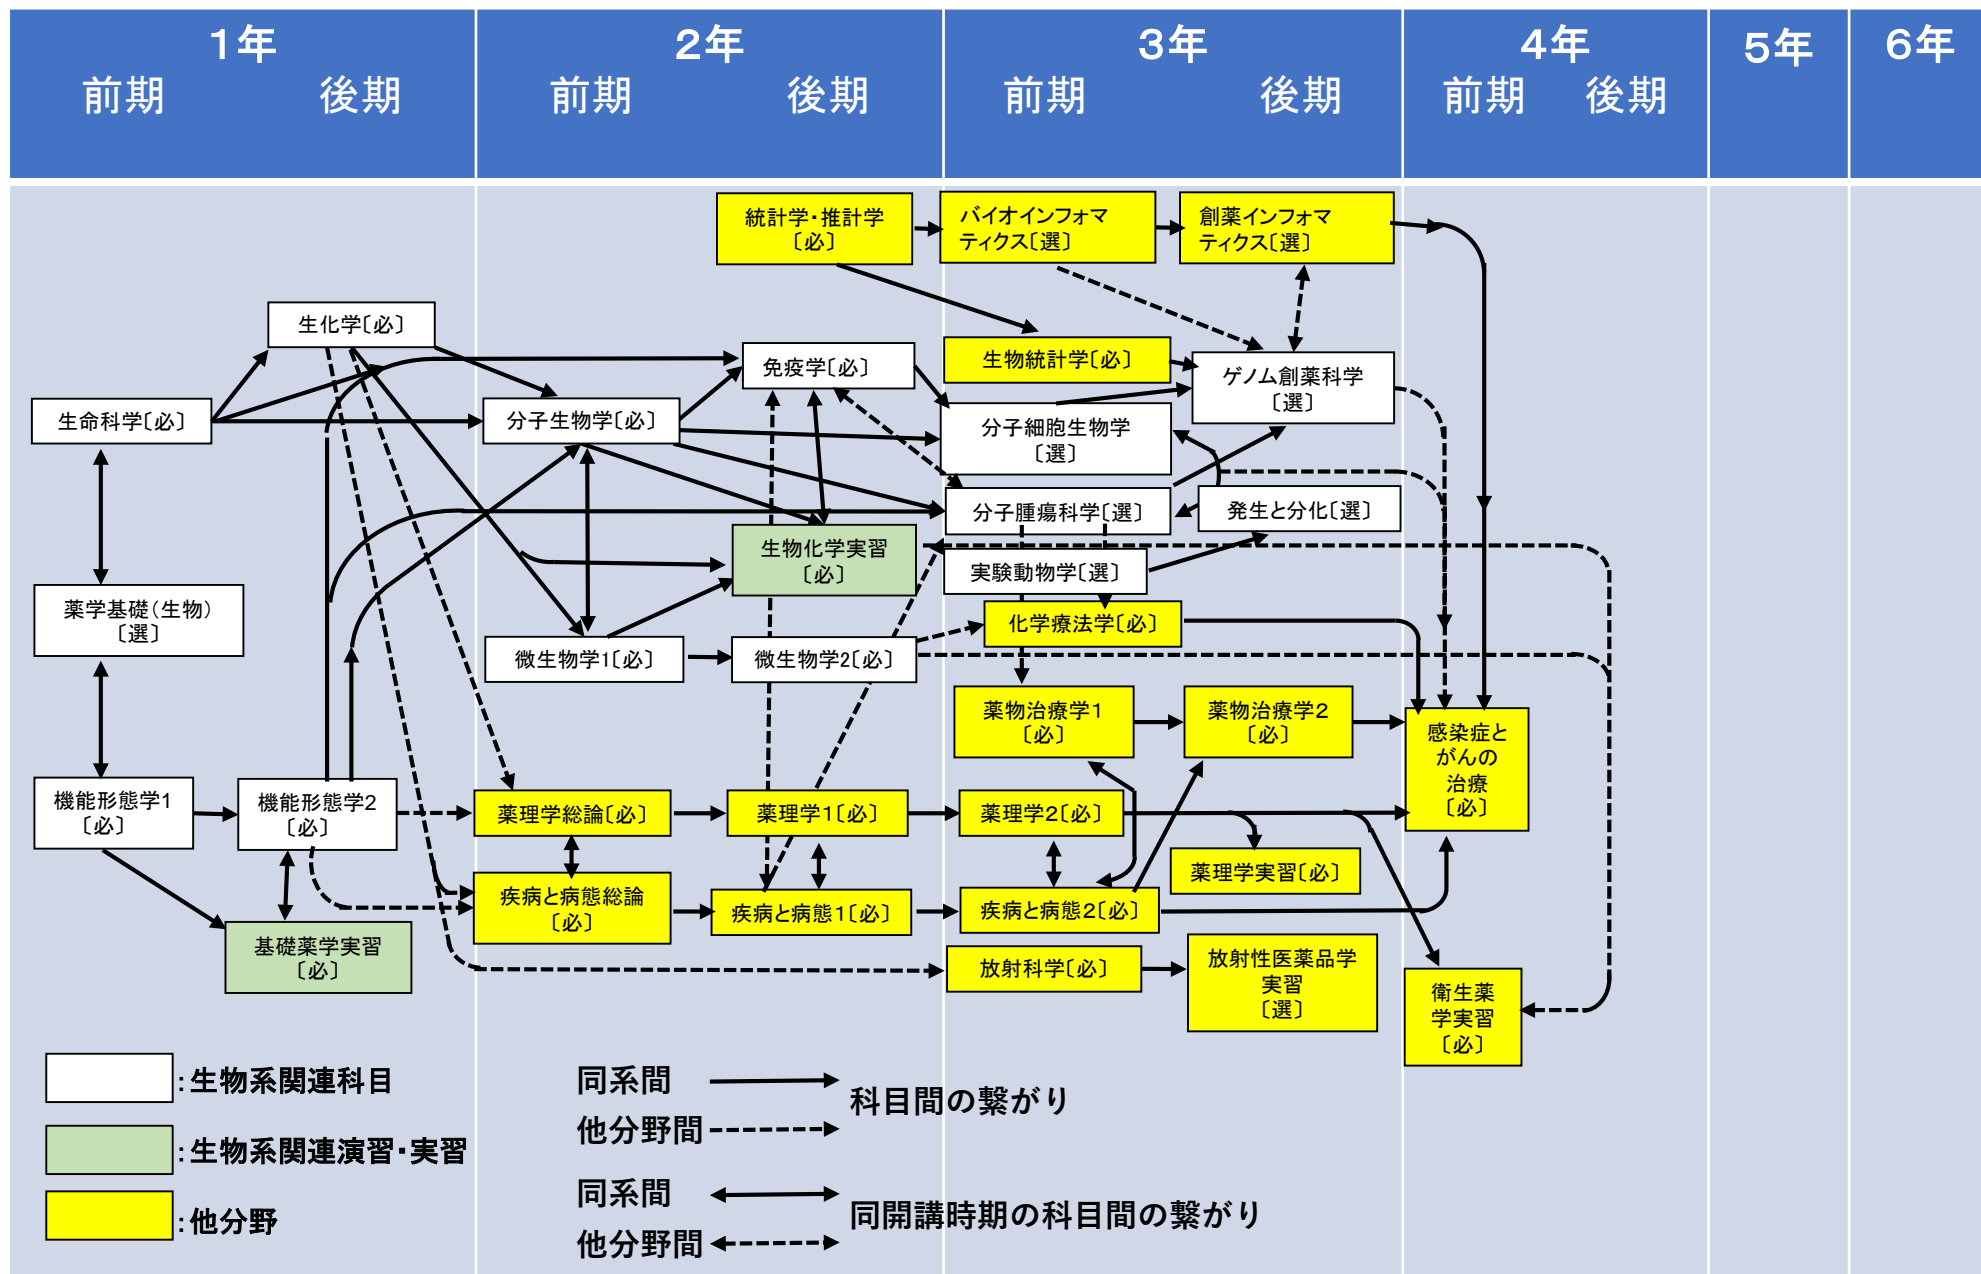 1年
2年
3年
4年
5年
6年
前期
後期
前期
後期
前期
後期
前期
後期
統計学・推計学
〔必〕
バイオインフォマ
ティクス〔選〕
創薬インフォマ
ティクス〔選〕
生化学〔必〕
免疫学〔必〕
生物統計学〔必〕
ゲノム創薬科学
〔選〕
生命科学〔必〕
分子生物学〔必〕
分子細胞生物学
〔選〕
分子腫瘍科学〔選〕
発生と分化〔選〕
生物化学実習
〔必〕
実験動物学〔選〕
薬学基礎（生物）
〔選〕
化学療法学〔必〕
微生物学1〔必〕
微生物学2〔必〕
薬物治療学1
〔必〕
薬物治療学2
〔必〕
感染症と
がんの
治療
〔必〕
機能形態学1
〔必〕
機能形態学2
〔必〕
薬理学総論〔必〕
薬理学1〔必〕
薬理学2〔必〕
薬理学実習〔必〕
疾病と病態総論
〔必〕
疾病と病態1〔必〕
疾病と病態2〔必〕
基礎薬学実習
〔必〕
放射科学〔必〕
放射性医薬品学
実習
〔選〕
衛生薬
学実習
〔必〕
：生物系関連科目
：生物系関連演習・実習
：他分野
同系間
他分野間
科目間の繋がり
同系間
他分野間
同開講時期の科目間の繋がり